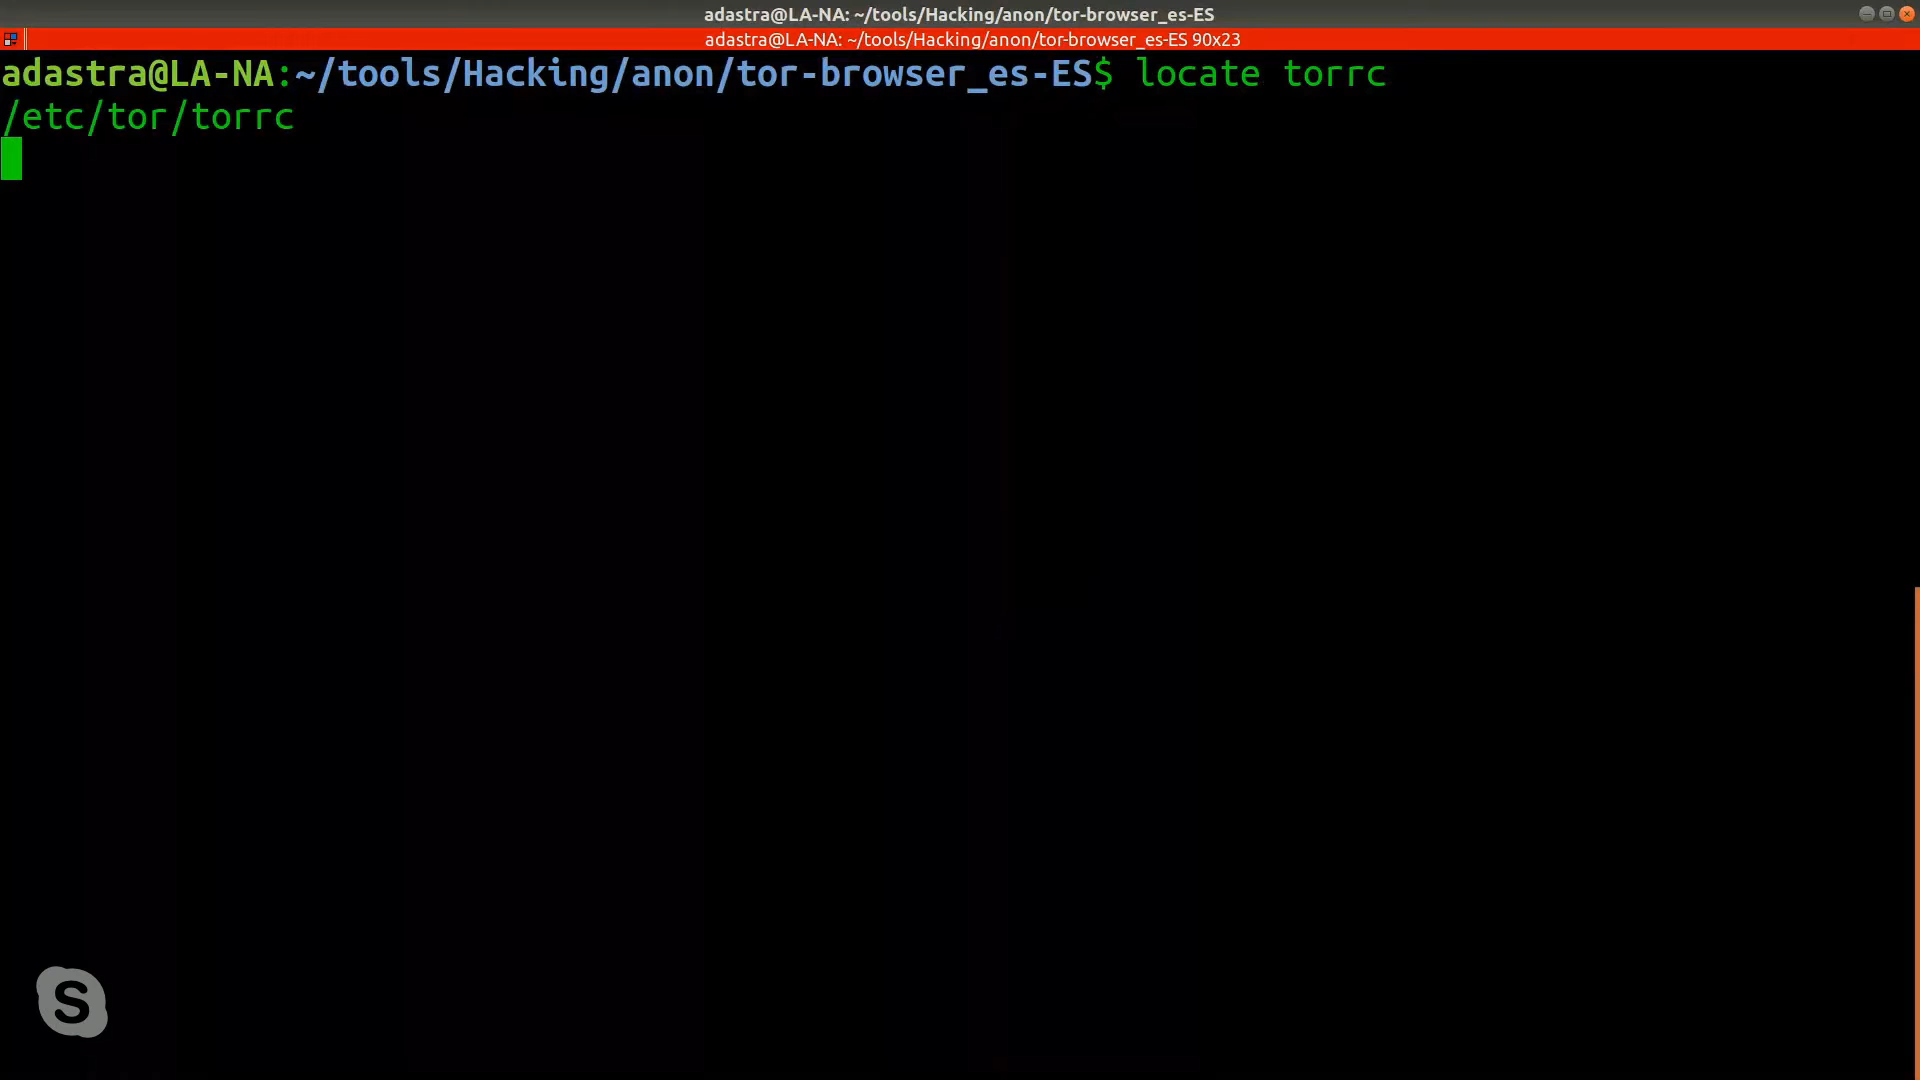 adastra@LA-NA: ~/tools/Hacking/anon/tor-browser_es-ES
adastra@LA-NA: ~/tools/Hacking/anon/tor-browser_es-ES 90x23
adastra@LA-NA:~/tools/Hacking/anon/tor-browser_es-ES$ locate torrc
/etc/tor/torrc
S